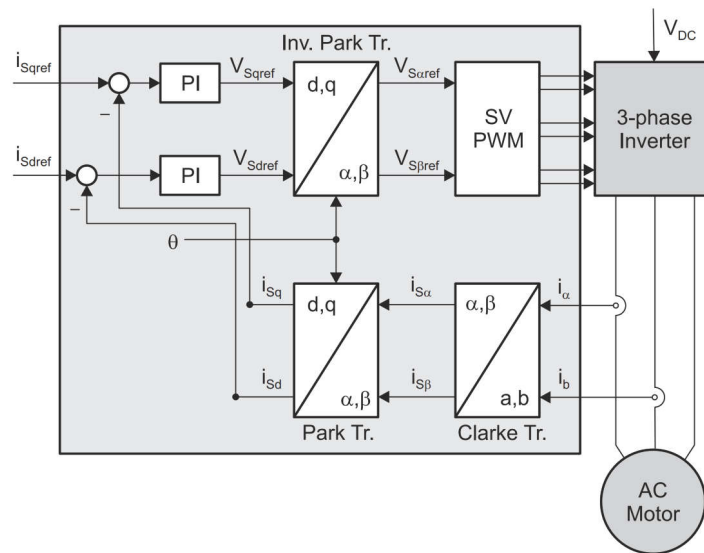 Inv. Park Tr.
V_DC
i_Sqref
PI
V_Sqref
d,q
α,β
V_Sαref
SV
PWM
3-phase
Inverter
−
i_Sdref
PI
V_Sdref
V_Sβref
−
θ
i_Sq
d,q
α,β
i_Sα
α,β
a,b
i_α
i_Sd
i_Sβ
i_b
Park Tr.
Clarke Tr.
AC
Motor